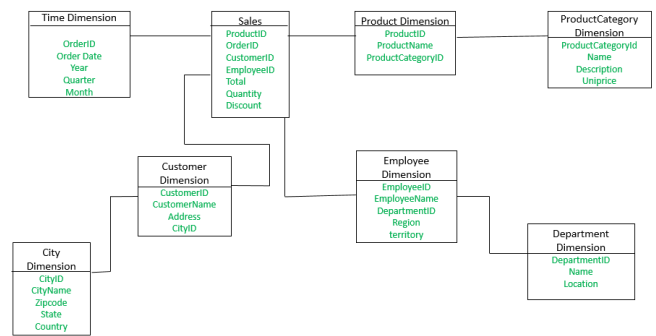 Time Dimension
OrderID
Order Date
Year
Quarter
Month
Sales
ProductID
OrderID
CustomerID
EmployeeID
Total
Quantity
Discount
Product Dimension
ProductID
ProductName
ProductCategoryID
ProductCategory
Dimension
ProductCategoryId
Name
Description
Uniprice
Customer
Dimension
CustomerID
CustomerName
Address
CityID
Employee
Dimension
EmployeeID
EmployeeName
DepartmentID
Region
territory
City
Dimension
CityID
CityName
Zipcode
State
Country
Department
Dimension
DepartmentID
Name
Location